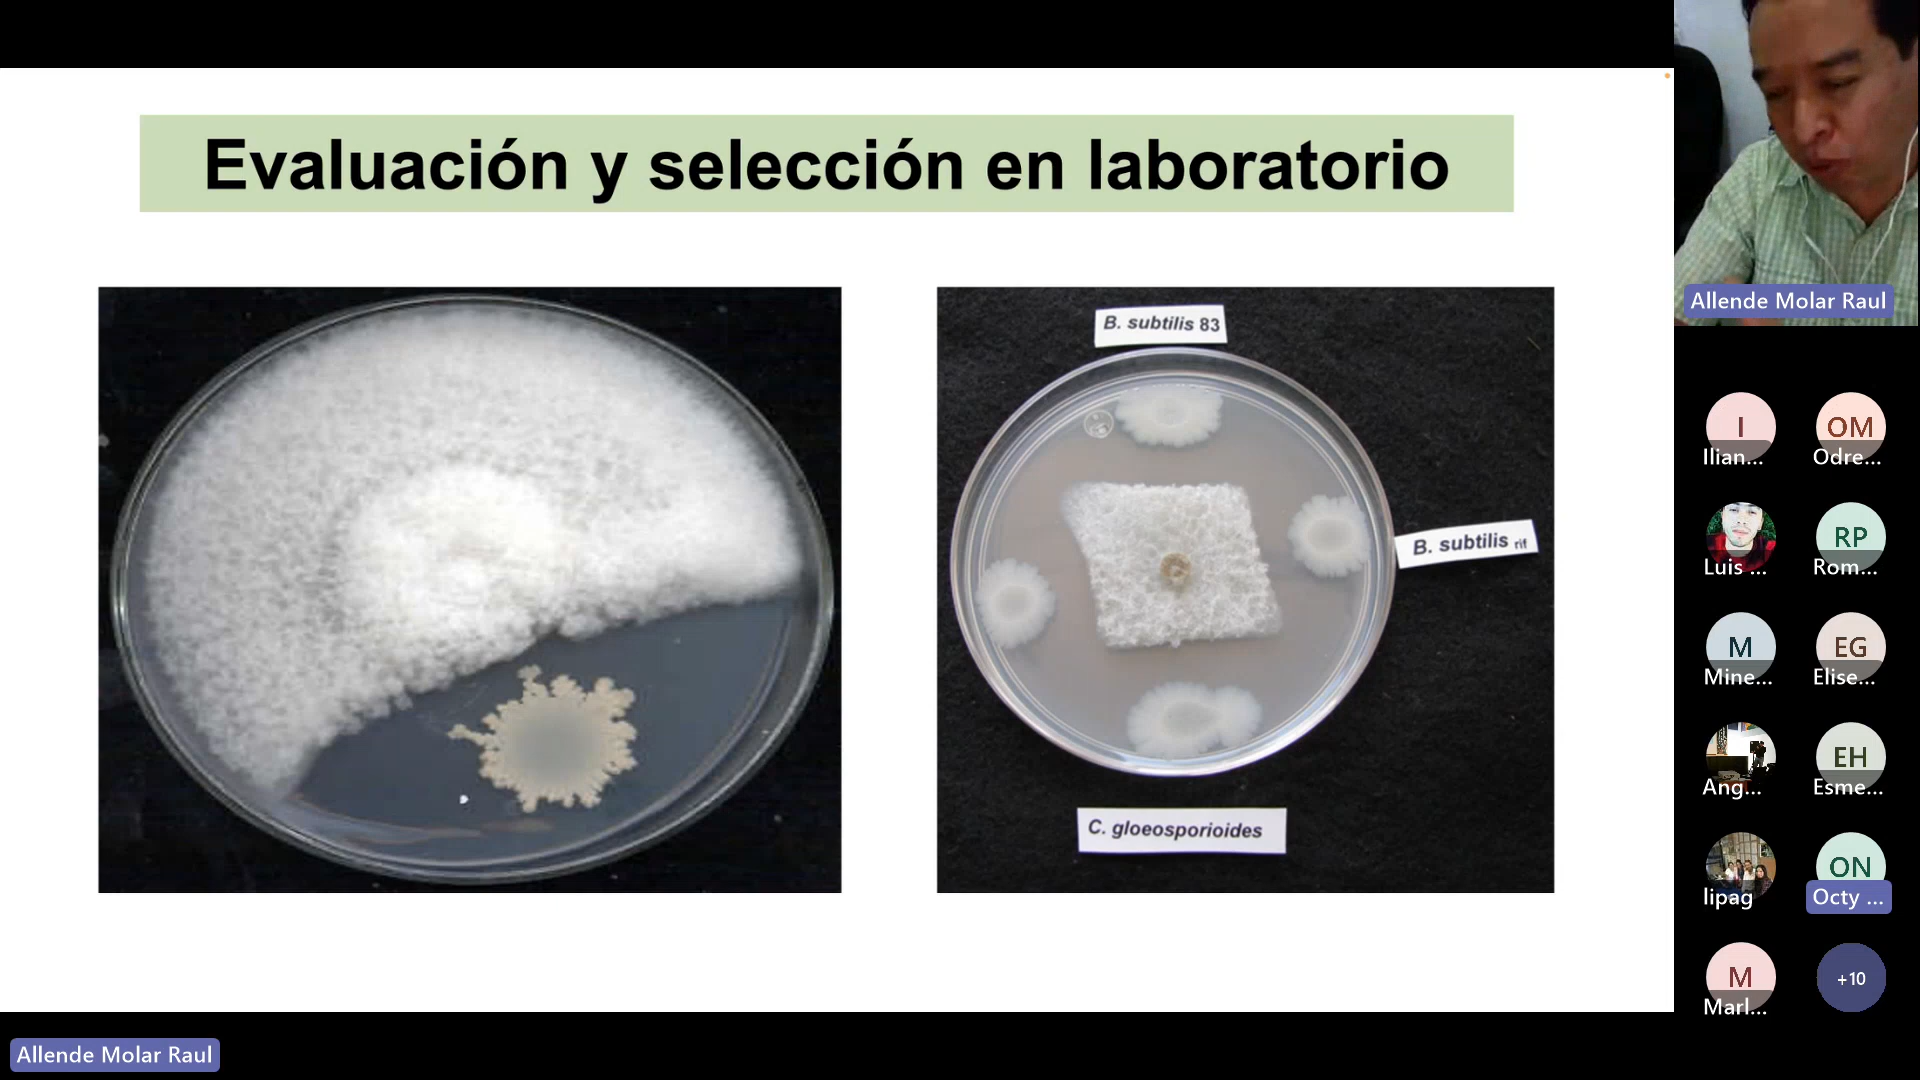 Evaluación y selección en laboratorio
B. subtilis 83
B. subtilis rif
C. gloeosporioides
Allende Molar Raul
I
Ilian...
OM
Odre...
Luis ...
RP
Rom...
M
Mine...
EG
Elise...
Ang...
EH
Esme...
lipag
ON
Octy ...
M
Marl...
+10
Allende Molar Raul